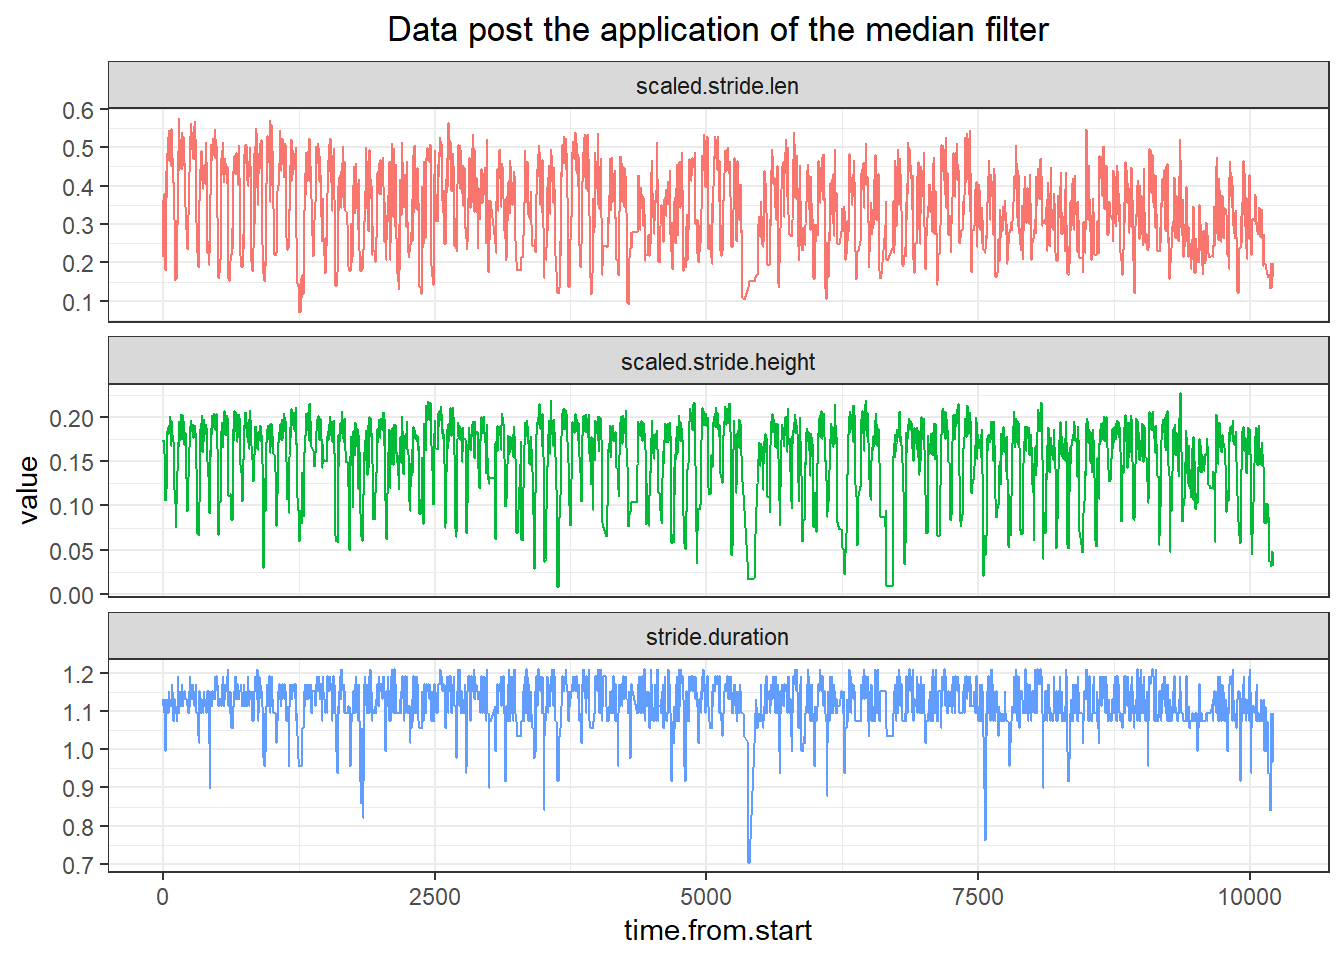 Data post the application of the median filter
scaled.stride.len
0.6
0.5
0.4
0.3
0.2
0.1
scaled.stride.height
0.20
0.15
0.10
0.05
0.00
value
stride.duration
1.2
1.1
1.0
0.9
0.8
0.7
0 2500 5000 7500 10000
time.from.start